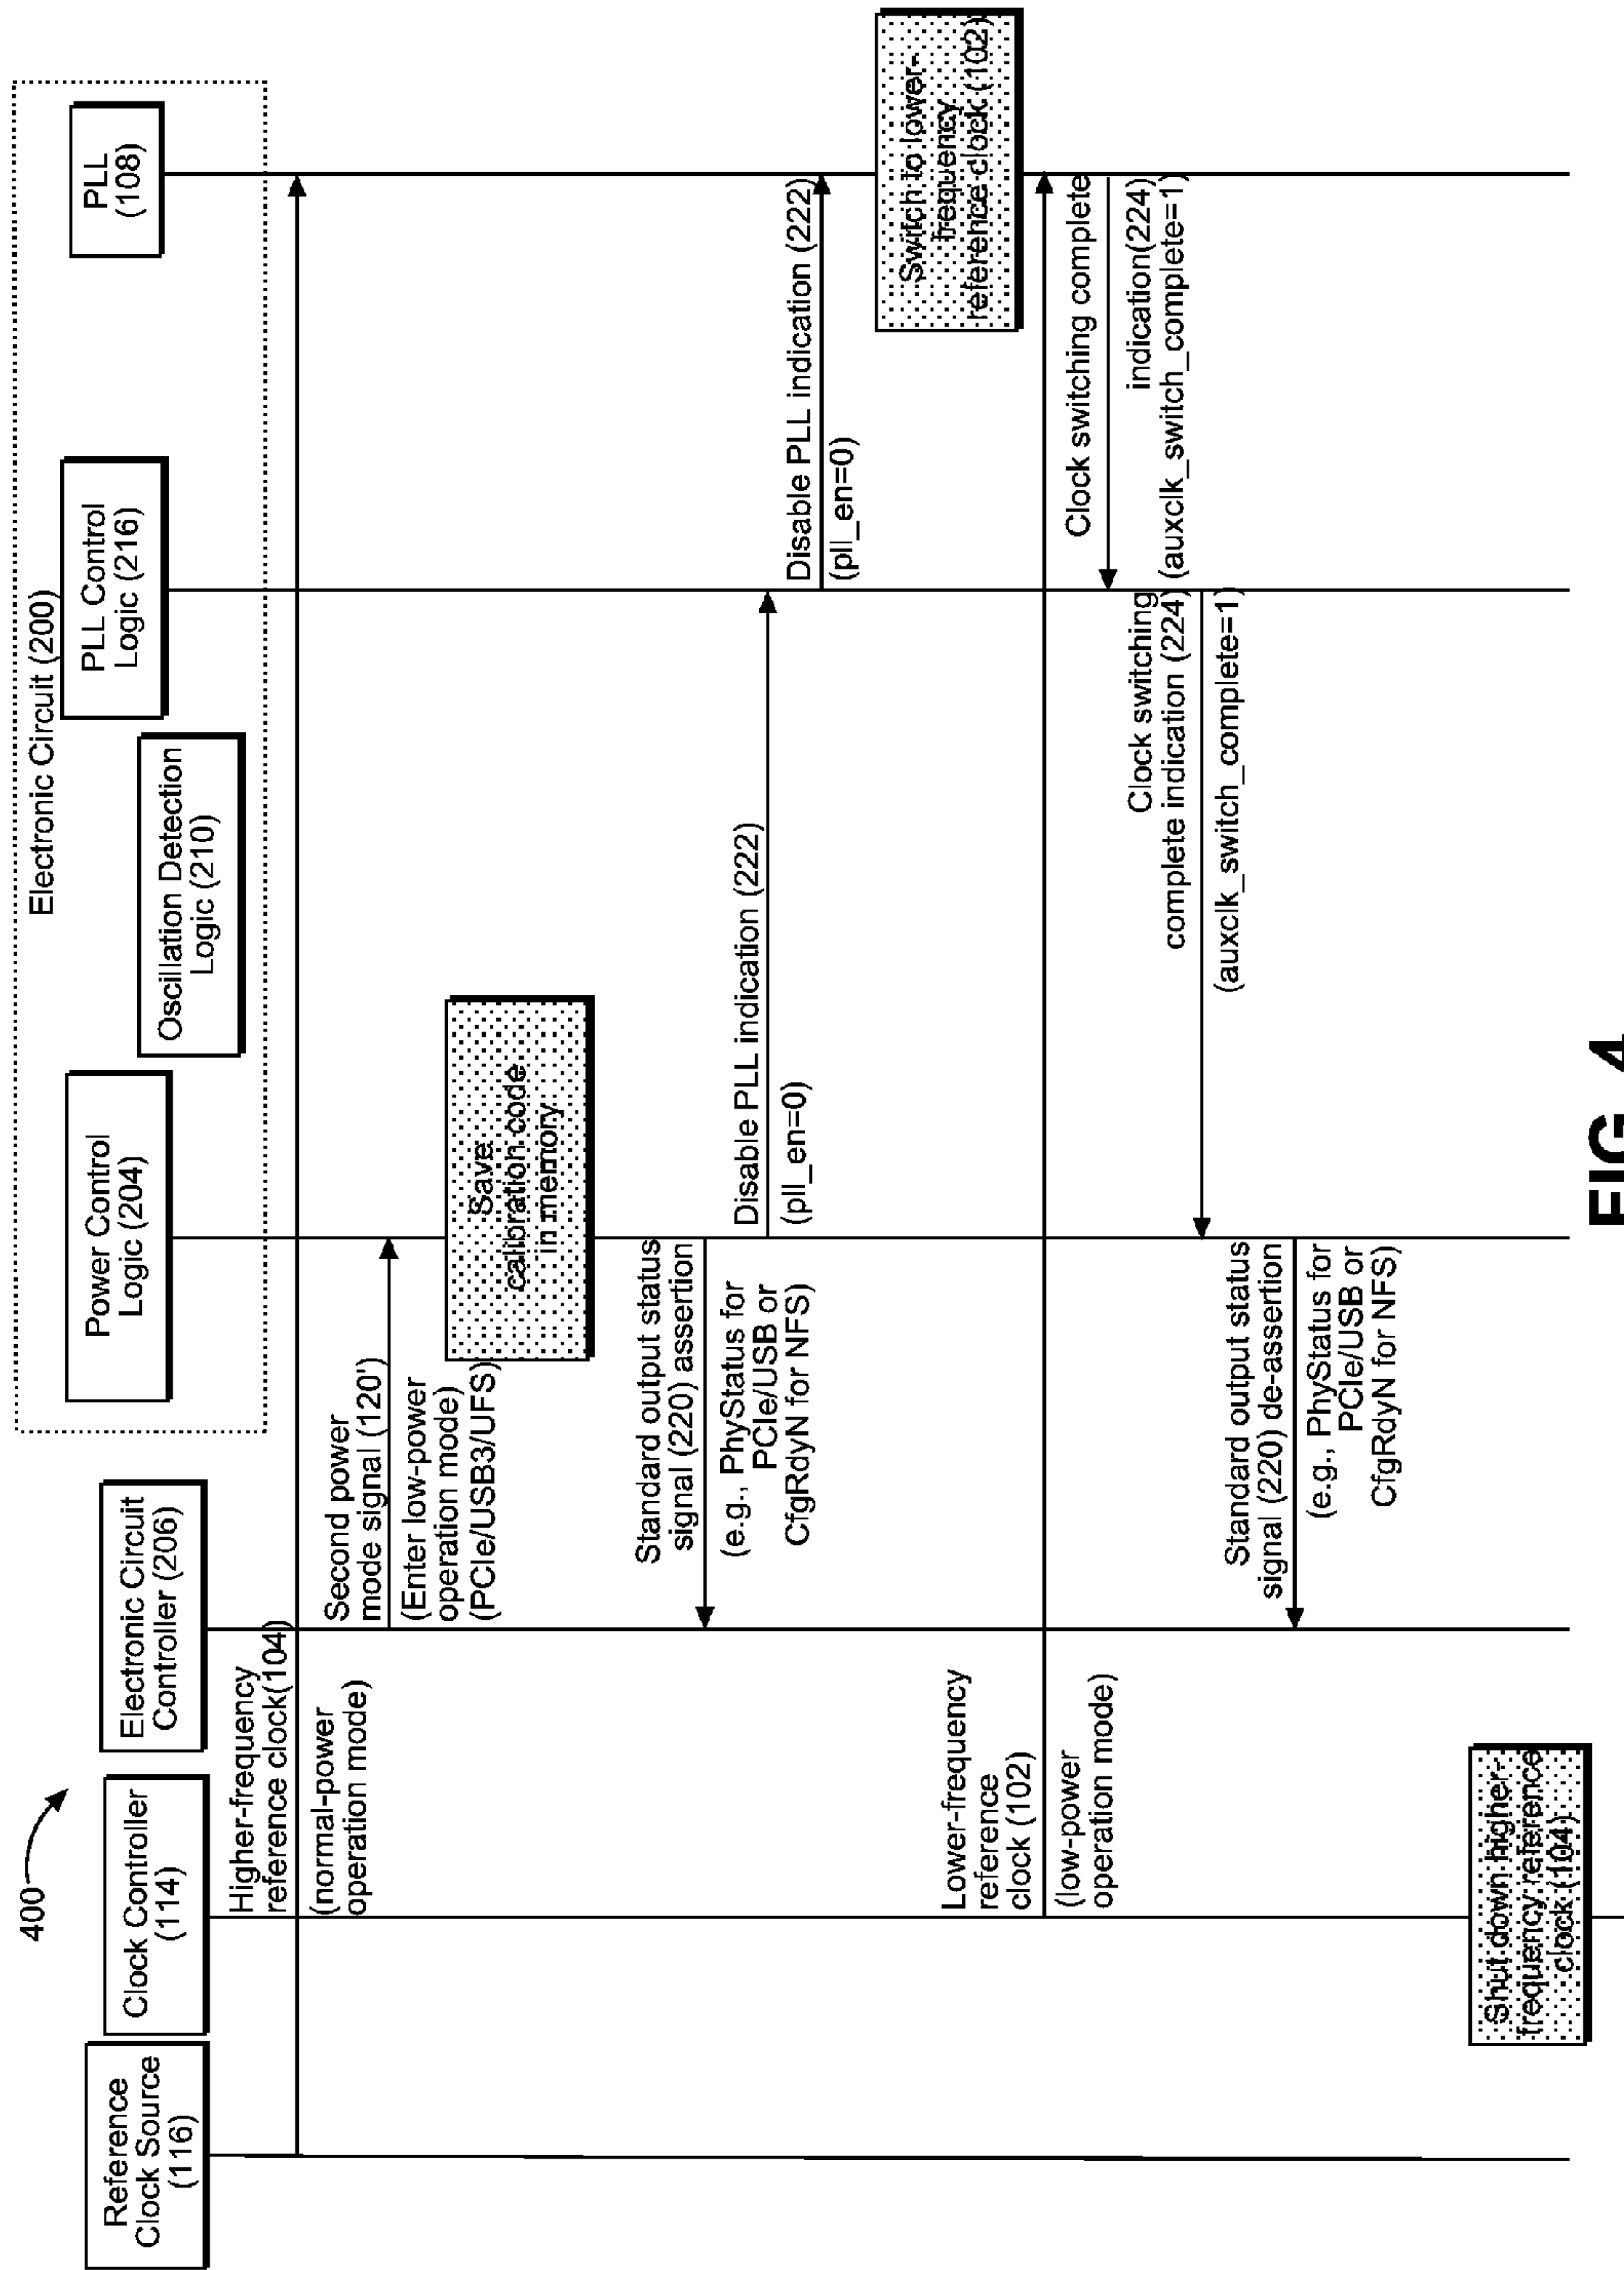 400
Electronic Circuit (200)
Reference
Clock Source
(116)
Clock Controller
(114)
Electronic Circuit
Controller (206)
Power Control
Logic (204)
Oscillation Detection
Logic (210)
PLL Control
Logic (216)
PLL
(108)
Higher-frequency
reference clock(104)
(normal-power
operation mode)
Second power
mode signal (120')
(Enter low-power
operation mode)
(PCIe/USB3/UFS)
Save
calibration code
in memory
Standard output status
signal (220) assertion
(e.g., PhyStatus for
PCIe/USB or
CfgRdyN for NFS)
Disable PLL indication (222)
(pll_en=0)
Disable PLL indication (222)
(pll_en=0)
Switch to lower-
frequency
reference clock (102)
Lower-frequency
reference
clock (102)
(low-power
operation mode)
Clock switching complete
indication(224)
(auxclk_switch_complete=1)
Clock switching
complete indication (224)
(auxclk_switch_complete=1)
Standard output status
signal (220) de-assertion
(e.g., PhyStatus for
PCIe/USB or
CfgRdyN for NFS)
Shut down higher-
frequency reference
clock (104)
FIG. 4